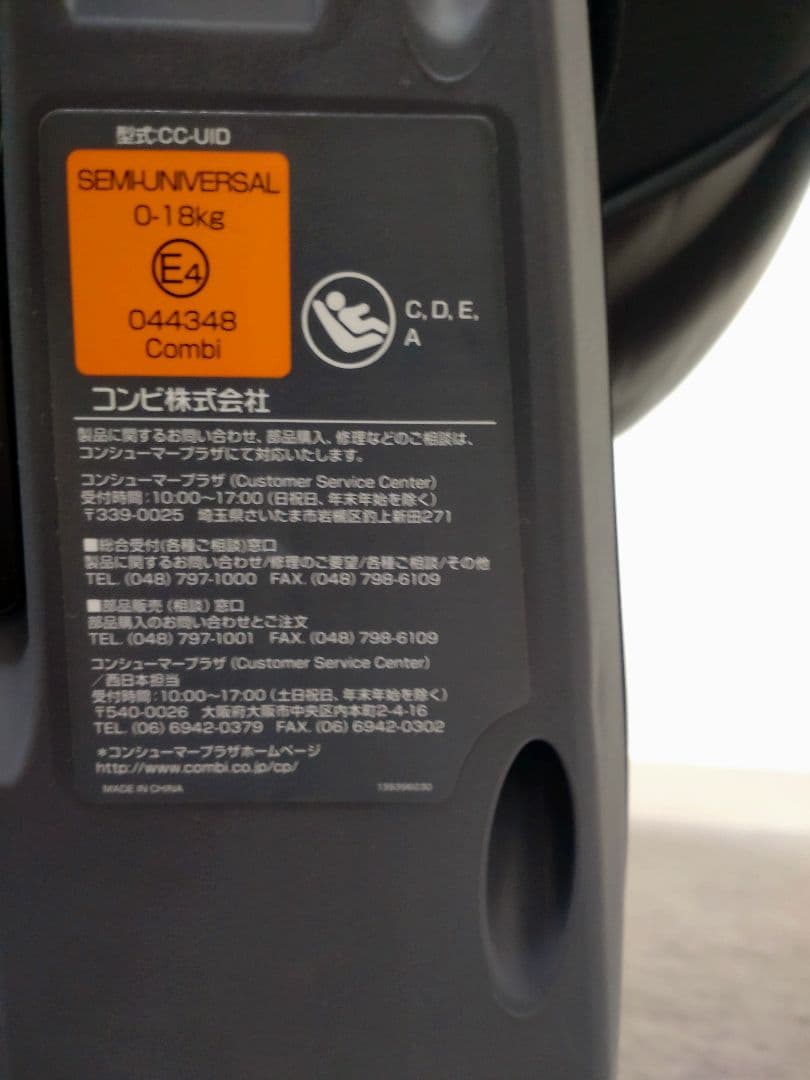 型式:CC-UID
SEMI-UNIVERSAL
0-18kg
E4
044348
Combi
C, D, E,
A
コンビ株式会社
製品に関するお問い合わせ、部品購入、修理などのご相談は、
コンシューマープラザにて対応いたします。
コンシューマープラザ (Customer Service Center)
受付時間:10:00〜17:00 (日祝日、年末年始を除く)
〒339-0025 埼玉県さいたま市岩槻区釣上新田271
■総合受付(各種ご相談)窓口
製品に関するお問い合わせ/修理のご要望/各種ご相談/その他
TEL. (048) 797-1000 FAX. (048) 798-6109
■部品販売 (相談) 窓口
部品購入のお問い合わせとご注文
TEL. (048) 797-1001 FAX. (048) 798-6109
コンシューマープラザ (Customer Service Center)
/西日本担当
受付時間:10:00〜17:00 (土日祝日、年末年始を除く)
〒540-0026 大阪府大阪市中央区内本町2-4-16
TEL. (06) 6942-0379 FAX. (06) 6942-0302
*コンシューマープラザホームページ
http://www.combi.co.jp/cp/
MADE IN CHINA